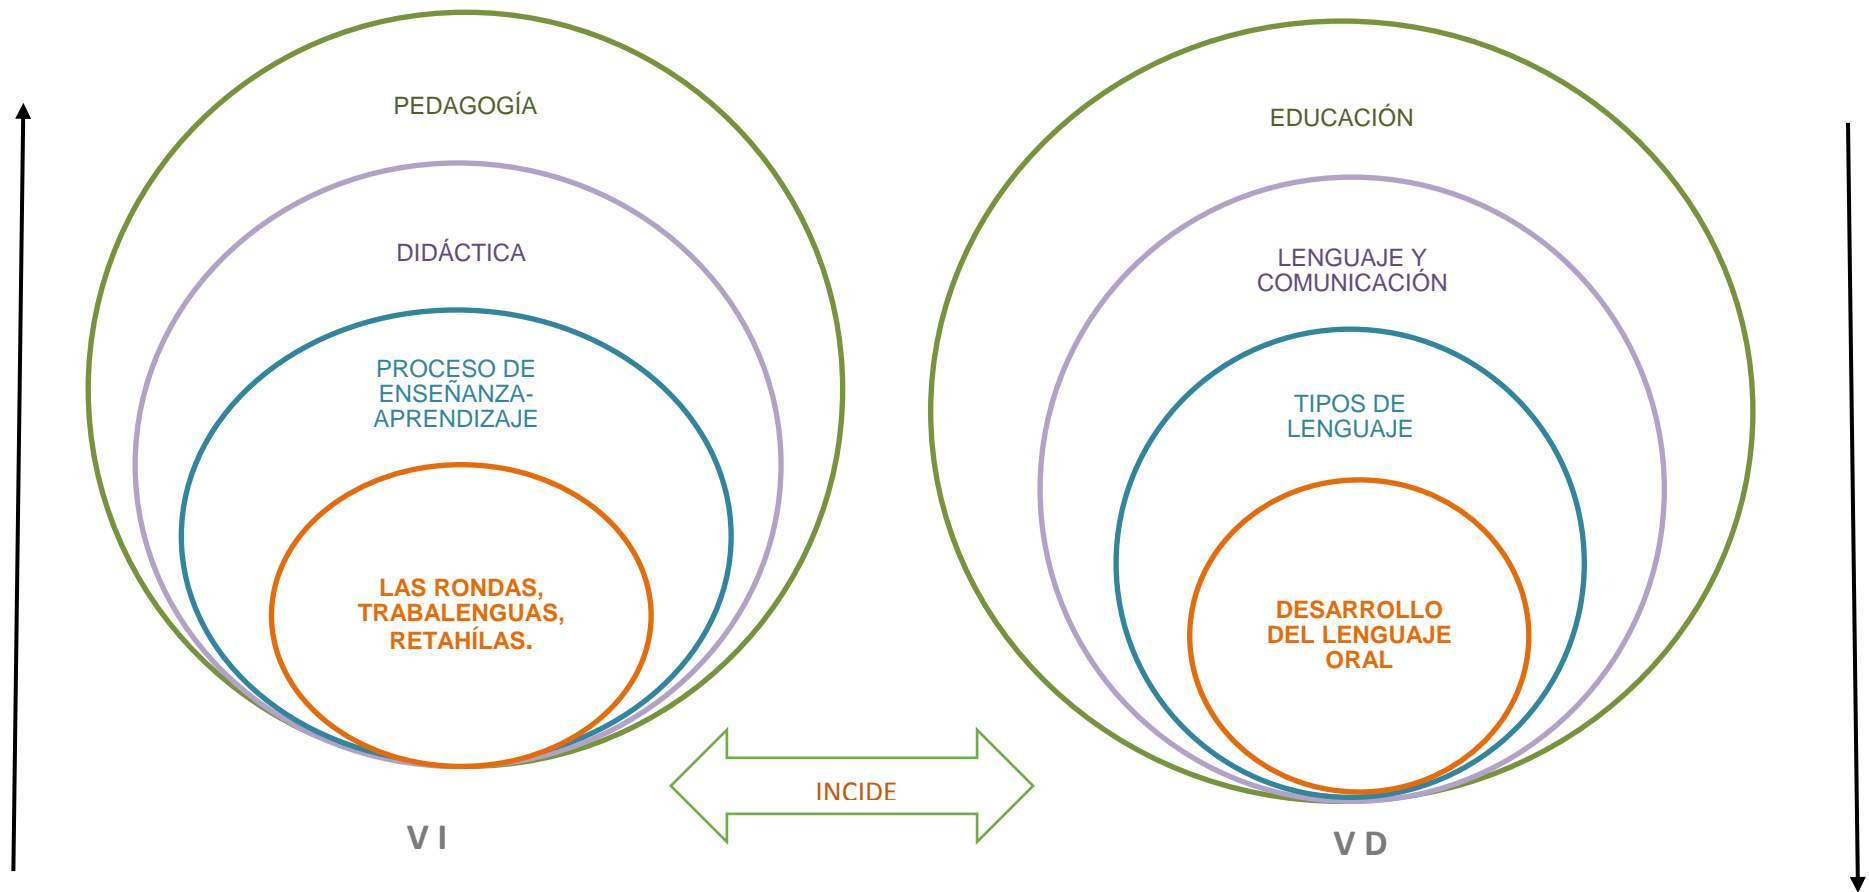 PEDAGOGÍA
DIDÁCTICA
PROCESO DE
ENSEÑANZA-
APRENDIZAJE
LAS RONDAS,
TRABALENGUAS,
RETAHÍLAS.
V I
INCIDE
EDUCACIÓN
LENGUAJE Y
COMUNICACIÓN
TIPOS DE
LENGUAJE
DESARROLLO
DEL LENGUAJE
ORAL
V D